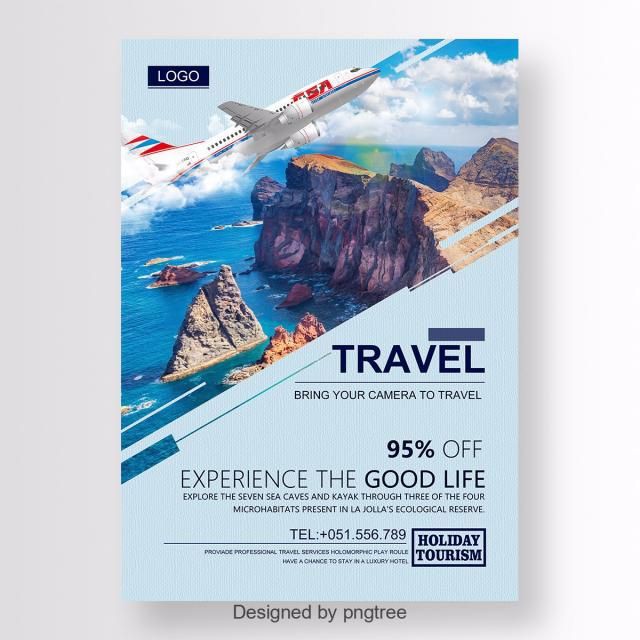 LOGO
CSA
TRAVEL
BRING YOUR CAMERA TO TRAVEL
95% OFF
EXPERIENCE THE GOOD LIFE
EXPLORE THE SEVEN SEA CAVES AND KAYAK THROUGH THREE OF THE FOUR
MICROHABITATS PRESENT IN LA JOLLA'S ECOLOGICAL RESERVE.
TEL:+051.556.789
PROVIADE PROFESSIONAL TRAVEL SERVICES HOLOMORPHIC PLAY ROULE
HAVE A CHANCE TO STAY IN A LUXURY HOTEL
HOLIDAY
TOURISM
Designed by pngtree